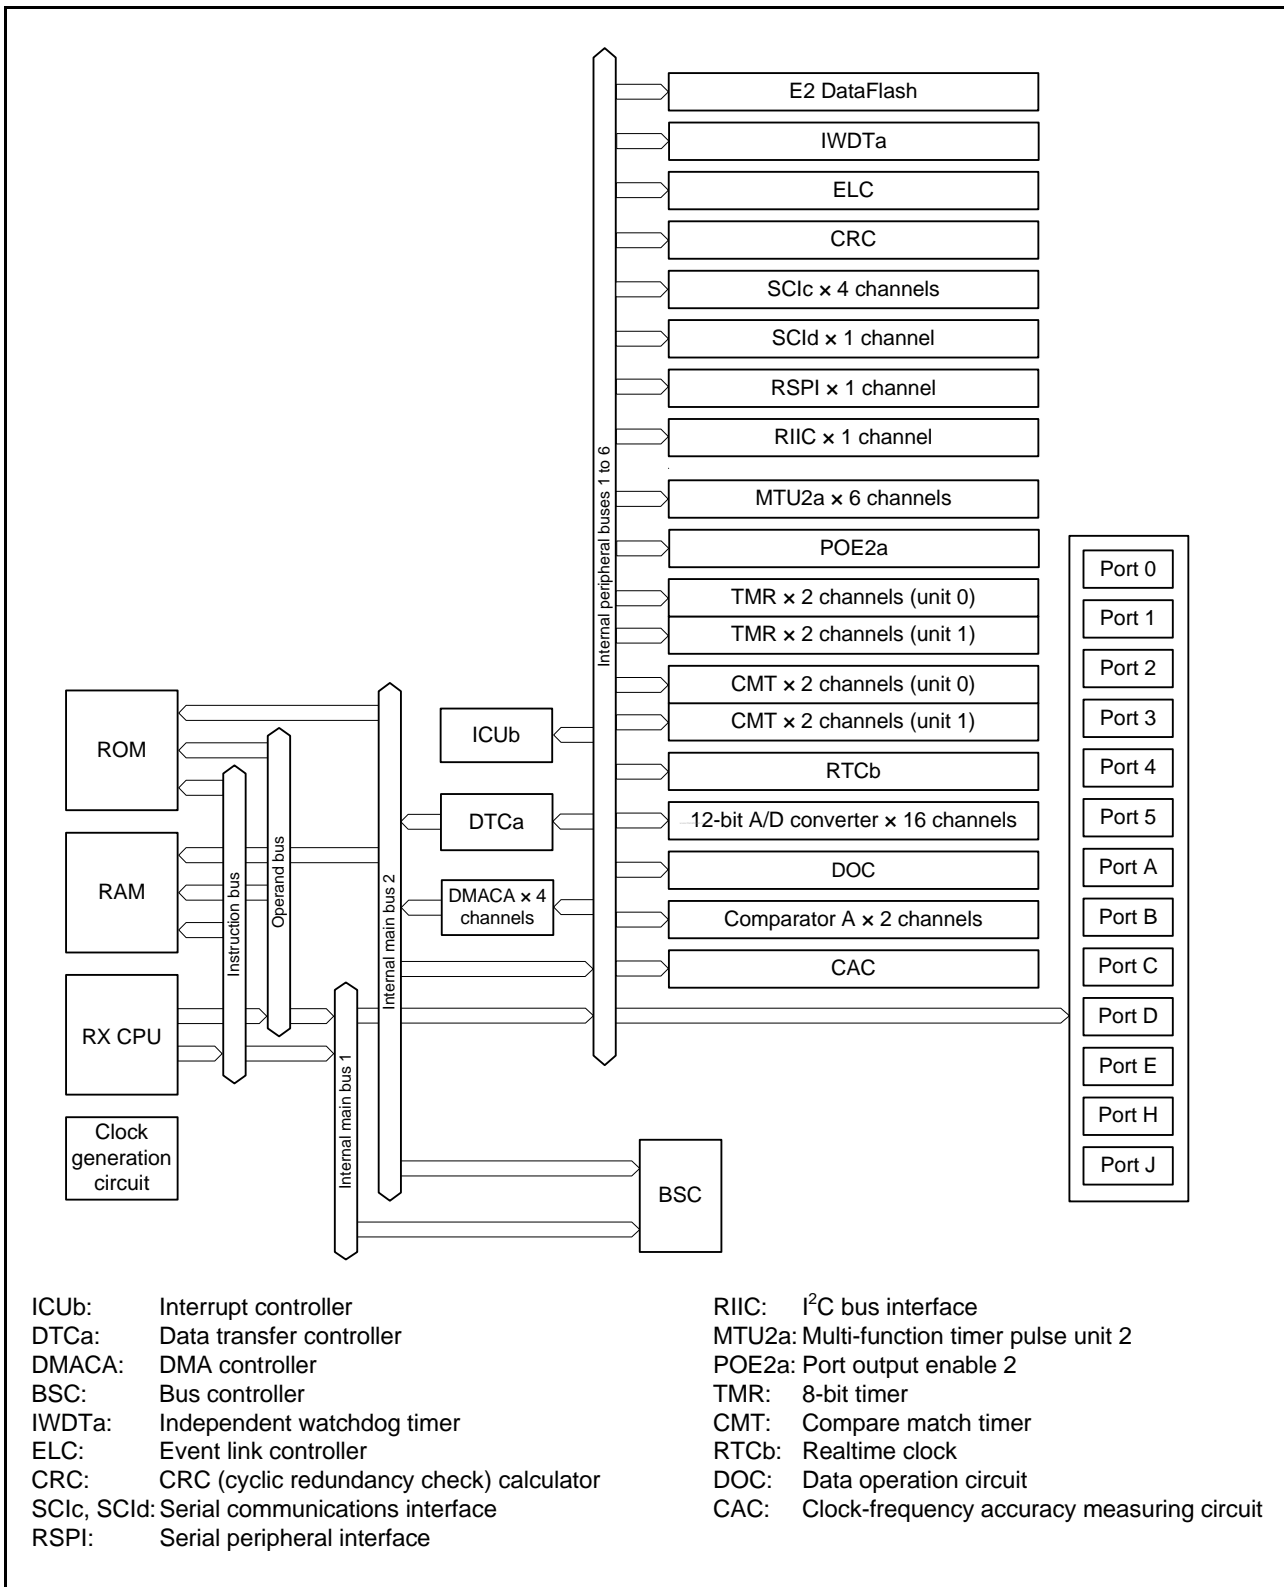 E2 DataFlash
IWDTa
ELC
CRC
SCIc × 4 channels
SCId × 1 channel
RSPI × 1 channel
RIIC × 1 channel
MTU2a × 6 channels
POE2a
TMR × 2 channels (unit 0)
TMR × 2 channels (unit 1)
CMT × 2 channels (unit 0)
CMT × 2 channels (unit 1)
RTCb
12-bit A/D converter × 16 channels
DOC
Comparator A × 2 channels
CAC
Internal peripheral buses 1 to 6
Port 0
Port 1
Port 2
Port 3
Port 4
Port 5
Port A
Port B
Port C
Port D
Port E
Port H
Port J
ICUb
DTCa
DMACA × 4
channels
ROM
RAM
RX CPU
Clock
generation
circuit
Instruction bus
Operand bus
Internal main bus 1
Internal main bus 2
BSC
ICUb: Interrupt controller
DTCa: Data transfer controller
DMACA: DMA controller
BSC: Bus controller
IWDTa: Independent watchdog timer
ELC: Event link controller
CRC: CRC (cyclic redundancy check) calculator
SCIc, SCId: Serial communications interface
RSPI: Serial peripheral interface
RIIC: I²C bus interface
MTU2a: Multi-function timer pulse unit 2
POE2a: Port output enable 2
TMR: 8-bit timer
CMT: Compare match timer
RTCb: Realtime clock
DOC: Data operation circuit
CAC: Clock-frequency accuracy measuring circuit